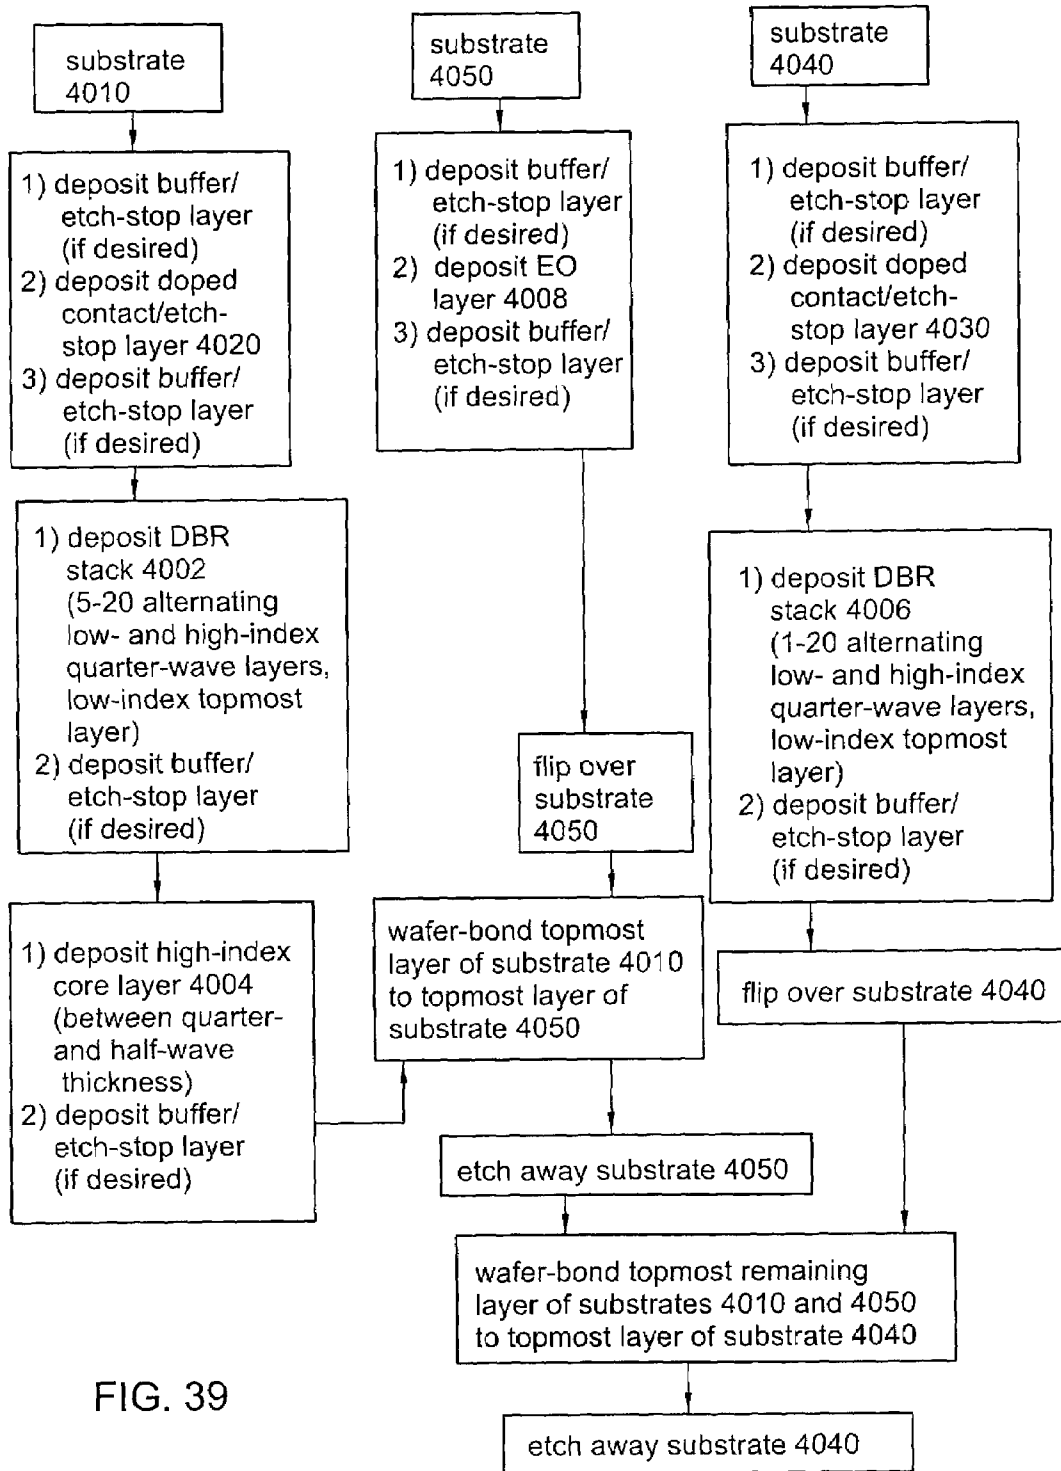 substrate
4010
1) deposit buffer/
etch-stop layer
(if desired)
2) deposit doped
contact/etch-
stop layer 4020
3) deposit buffer/
etch-stop layer
(if desired)
1) deposit DBR
stack 4002
(5-20 alternating
low- and high-index
quarter-wave layers,
low-index topmost
layer)
2) deposit buffer/
etch-stop layer
(if desired)
1) deposit high-index
core layer 4004
(between quarter-
and half-wave
thickness)
2) deposit buffer/
etch-stop layer
(if desired)
substrate
4050
1) deposit buffer/
etch-stop layer
(if desired)
2) deposit EO
layer 4008
3) deposit buffer/
etch-stop layer
(if desired)
flip over
substrate
4050
wafer-bond topmost
layer of substrate 4010
to topmost layer of
substrate 4050
etch away substrate 4050
substrate
4040
1) deposit buffer/
etch-stop layer
(if desired)
2) deposit doped
contact/etch-
stop layer 4030
3) deposit buffer/
etch-stop layer
(if desired)
1) deposit DBR
stack 4006
(1-20 alternating
low- and high-index
quarter-wave layers,
low-index topmost
layer)
2) deposit buffer/
etch-stop layer
(if desired)
flip over substrate 4040
wafer-bond topmost remaining
layer of substrates 4010 and 4050
to topmost layer of substrate 4040
etch away substrate 4040
FIG. 39